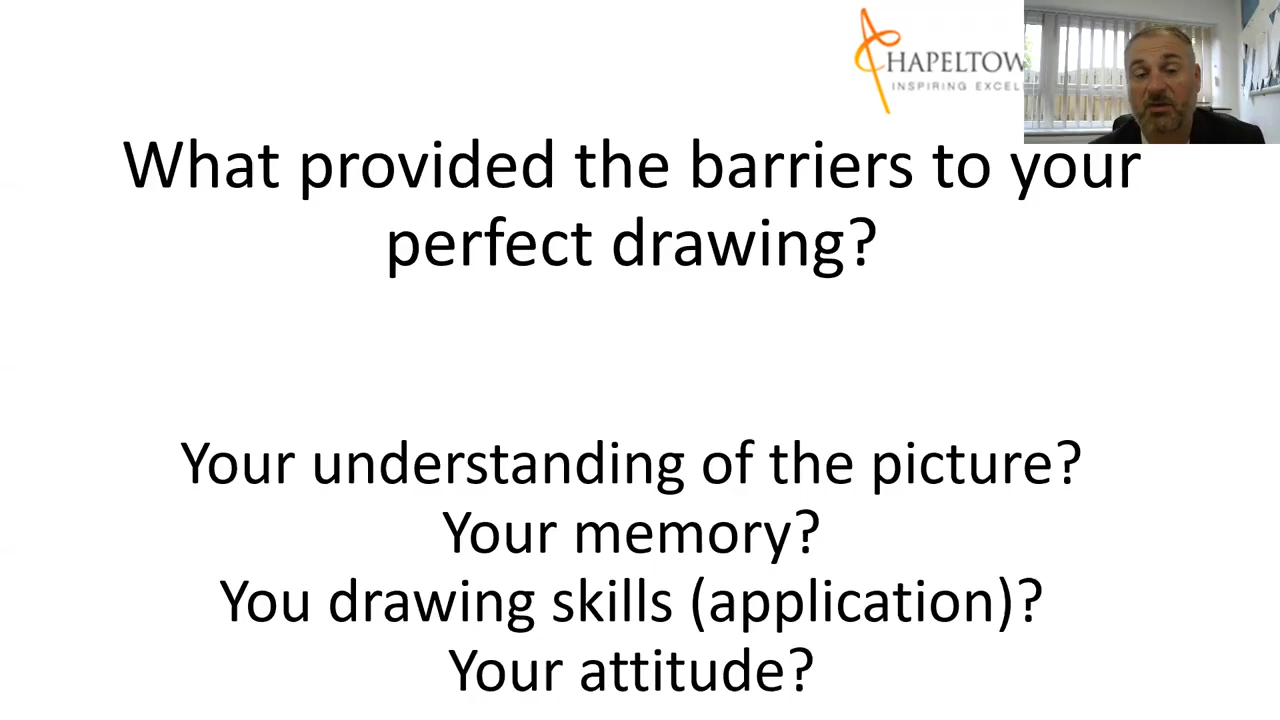 HAPELTOW
INSPIRING EXCEL
What provided the barriers to your
perfect drawing?
Your understanding of the picture?
Your memory?
You drawing skills (application)?
Your attitude?